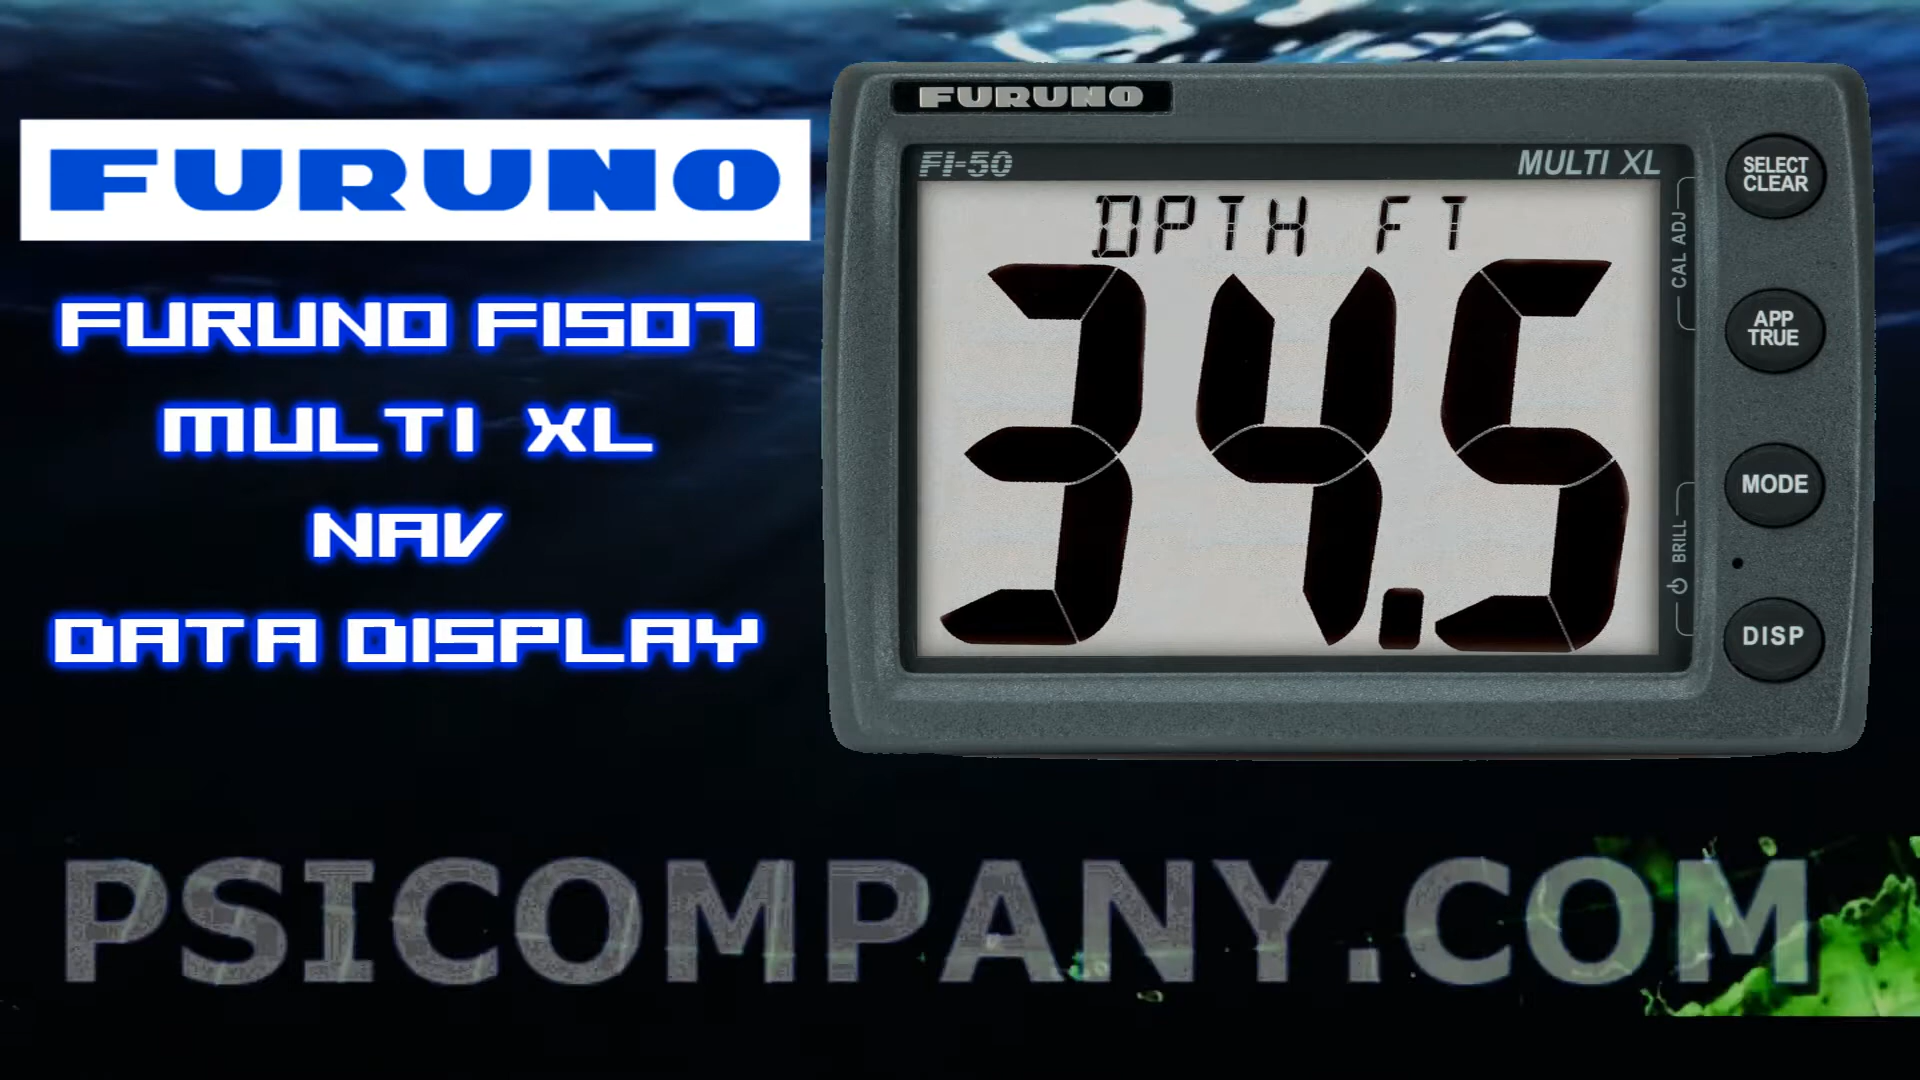 FURUNO
FURUNO FI507
MULTI XL
NAV
DATA DISPLAY
FURUNO
FI-50
MULTI XL
DPTH FT
34.5
SELECT
CLEAR
CAL ADJ
APP
TRUE
MODE
BRILL
DISP
PSICOMPANY.COM